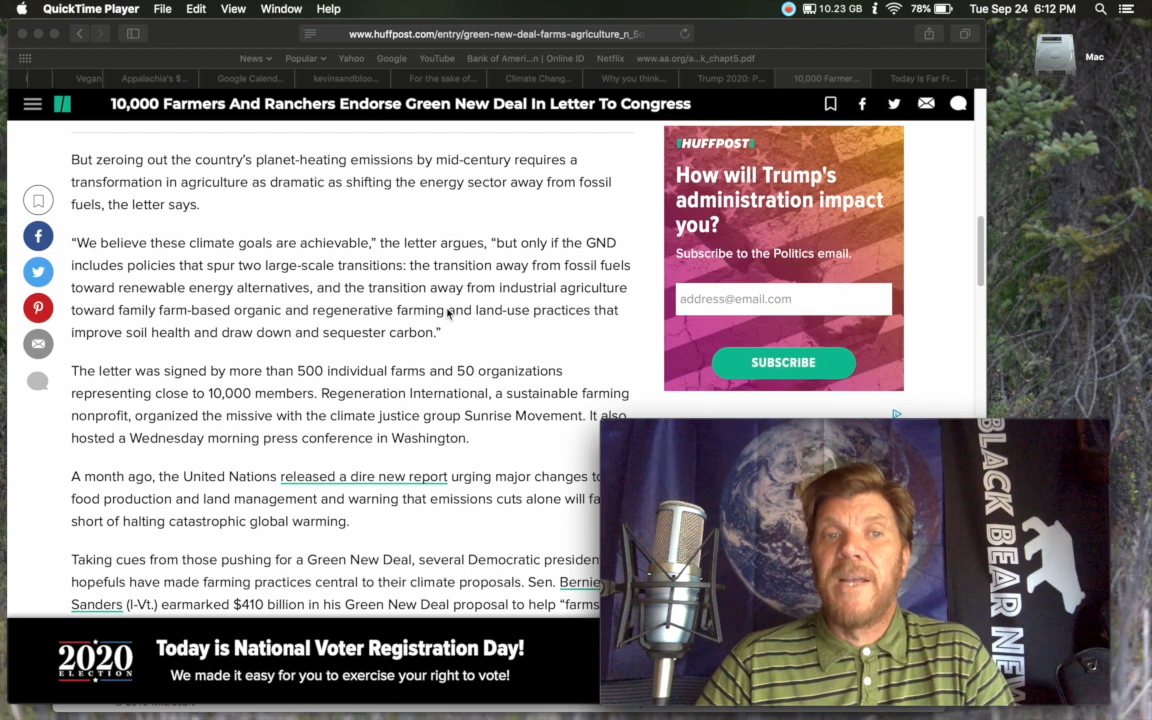 QuickTime Player File Edit View Window Help
10.23 GB 78% Tue Sep 24 6:12 PM
www.huffpost.com/entry/green-new-deal-farms-agriculture_n_5
News Popular Yahoo Google YouTube Bank of Ameri...n | Online ID Netflix www.aa.org/a...k_chapt5.pdf
Vegan Appalachia's $... Google Calend... kevinsandbloo... For the sake of... Climate Chang... Why you think... Trump 2020: P... 10,000 Farmer... Today Is Far Fr...
10,000 Farmers And Ranchers Endorse Green New Deal In Letter To Congress
But zeroing out the country's planet-heating emissions by mid-century requires a
transformation in agriculture as dramatic as shifting the energy sector away from fossil
fuels, the letter says.
“We believe these climate goals are achievable,” the letter argues, “but only if the GND
includes policies that spur two large-scale transitions: the transition away from fossil fuels
toward renewable energy alternatives, and the transition away from industrial agriculture
toward family farm-based organic and regenerative farming and land-use practices that
improve soil health and draw down and sequester carbon.”
The letter was signed by more than 500 individual farms and 50 organizations
representing close to 10,000 members. Regeneration International, a sustainable farming
nonprofit, organized the missive with the climate justice group Sunrise Movement. It also
hosted a Wednesday morning press conference in Washington.
A month ago, the United Nations released a dire new report urging major changes to
food production and land management and warning that emissions cuts alone will fa
short of halting catastrophic global warming.
Taking cues from those pushing for a Green New Deal, several Democratic presiden
hopefuls have made farming practices central to their climate proposals. Sen. Bernie
Sanders (I-Vt.) earmarked $410 billion in his Green New Deal proposal to help “farms
HUFFPOST
How will Trump's
administration impact
you?
Subscribe to the Politics email.
address@email.com
SUBSCRIBE
2020
ELECTION
Today is National Voter Registration Day!
We made it easy for you to exercise your right to vote!
BLACK BEAR NEW
Mac